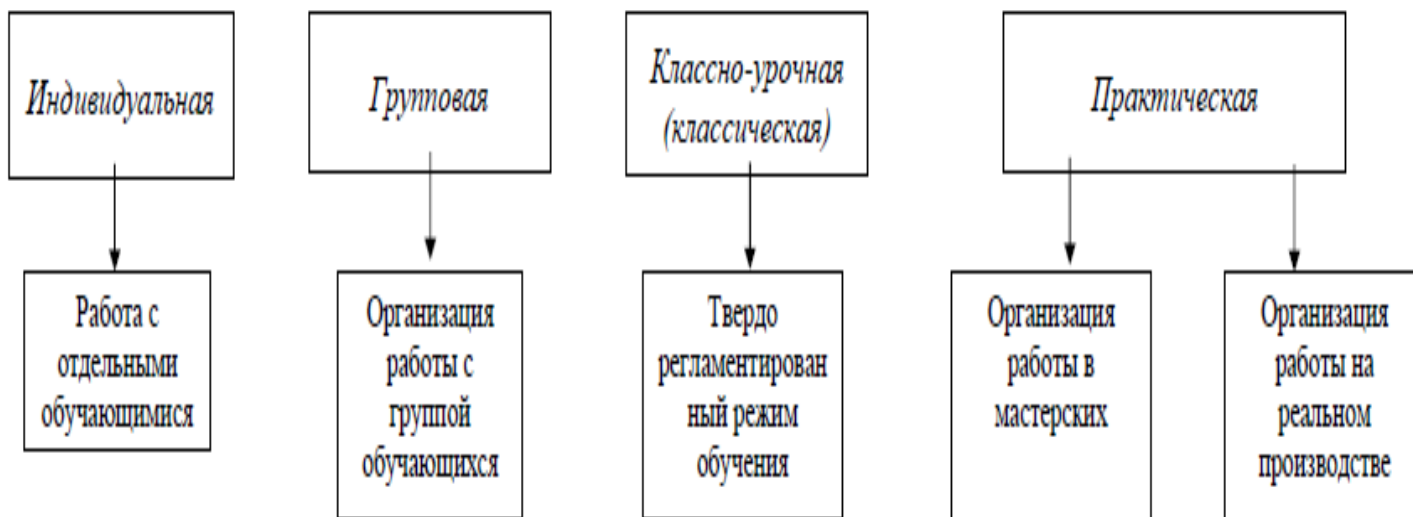 Индивидуальная
Групповая
Классно-урочная
(классическая)
Практическая
Работа с
отдельными
обучающимися
Организация
работы с
группой
обучающихся
Твердо
регламентирован
ный режим
обучения
Организация
работы в
мастерских
Организация
работы на
реальном
производстве